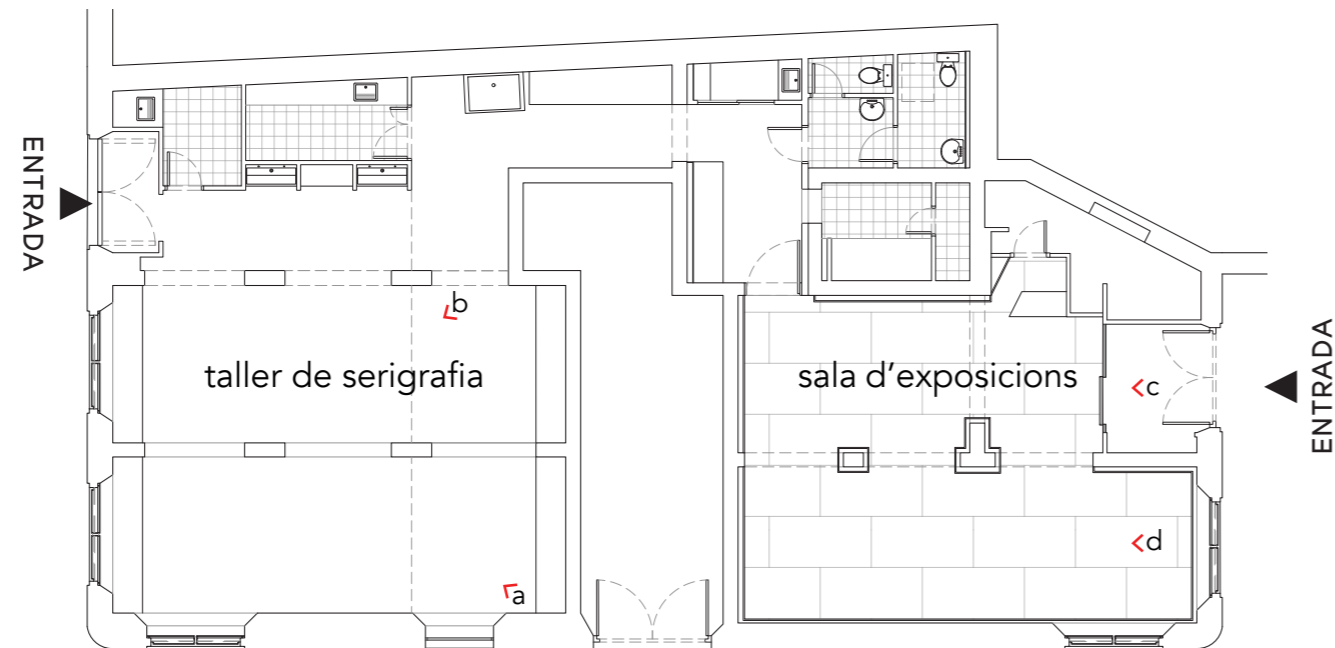 ENTRADA
b
taller de serigrafia
sala d'exposicions
c
ENTRADA
d
a